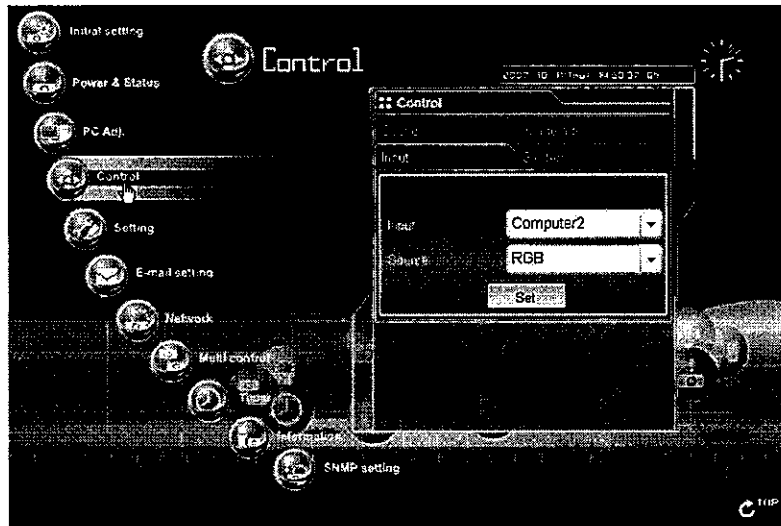 Initial setting
Power & Status
PC Adj.
Control
Setting
E-mail setting
Network
Multi control
Timer
Information
SNMP setting
Control
Control
Input
Input
Computer2
Source
RGB
Set
TOP